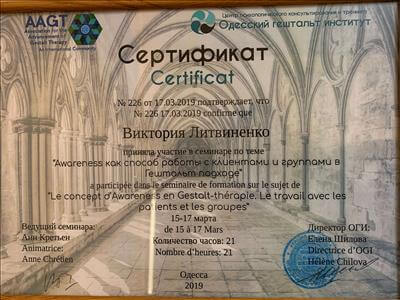 AAGT
Association for the
Advancement of
Gestalt Therapy
An International Community
Центр психологического консультирования и тренинга
Одесский гештальт институт
Сертификат
Certificat
№ 226 от 17.03.2019 подтверждает, что
№ 226 17.03.2019 confirme que
Виктория Литвиненко
приняла участие в семинаре по теме
"Awareness как способ работы с клиентами и группами в
Гештальт подходе"
a participée dans le seminaire de formation sur le sujet de
"Le concept d'Awareness en Gestalt-thérapie. Le travail avec les
patients et les groupes"
15-17 марта
de 15 à 17 Mars
Ведущий семинара:
Анн Кретьен
Animatrice:
Anne Chrétien
Количество часов: 21
Nombre d'heures: 21
Директор ОГИ:
Елена Шилова
Directrice d'OGI
Hélène Chilova
Одесса
2019